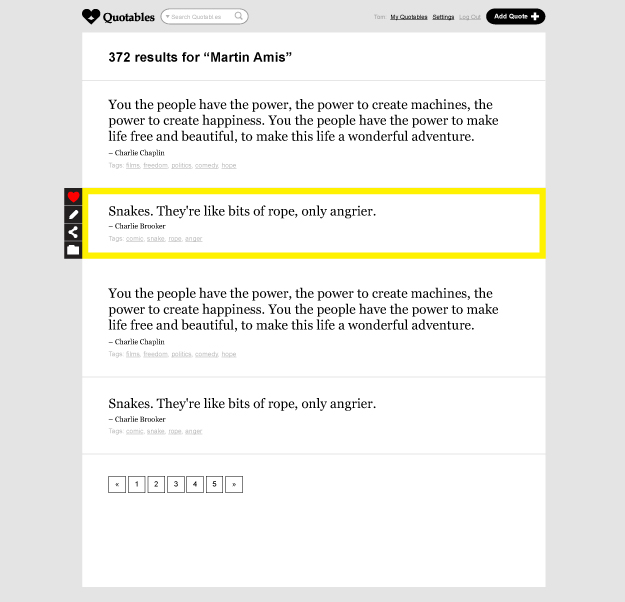 Quotables
Search Quotables
Tom: My Quotables Settings Log Out
Add Quote
372 results for “Martin Amis”
You the people have the power, the power to create machines, the
power to create happiness. You the people have the power to make
life free and beautiful, to make this life a wonderful adventure.
– Charlie Chaplin
Tags: films, freedom, politics, comedy, hope
Snakes. They're like bits of rope, only angrier.
– Charlie Brooker
Tags: comic, snake, rope, anger
You the people have the power, the power to create machines, the
power to create happiness. You the people have the power to make
life free and beautiful, to make this life a wonderful adventure.
– Charlie Chaplin
Tags: films, freedom, politics, comedy, hope
Snakes. They're like bits of rope, only angrier.
– Charlie Brooker
Tags: comic, snake, rope, anger
« 1 2 3 4 5 »